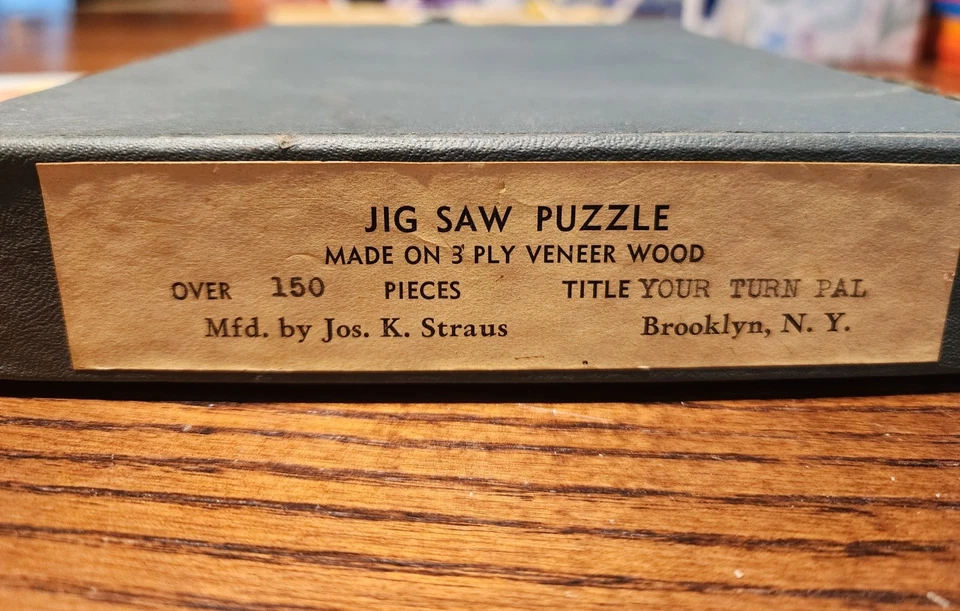 JIG SAW PUZZLE
MADE ON 3 PLY VENEER WOOD
OVER 150 PIECES TITLE YOUR TURN PAL
Mfd. by Jos. K. Straus Brooklyn, N. Y.